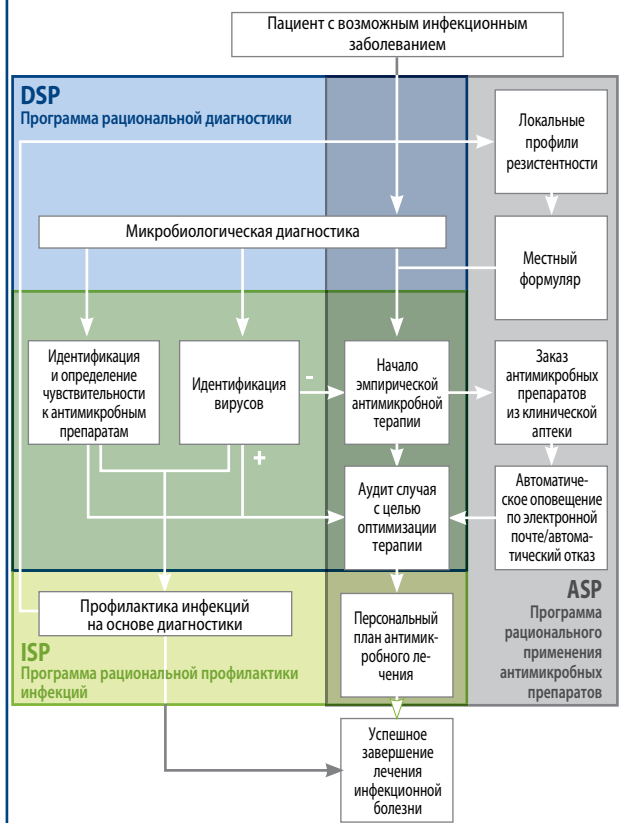 Пациент с возможным инфекционным
заболеванием
DSP
Программа рациональной диагностики
Локальные
профили
резистентности
Микробиологическая диагностика
Местный
формуляр
Идентификация
и определение
чувствительности
к антимикробным
препаратам
Идентификация
вирусов
-
+
Начало
эмпирической
антимикробной
терапии
Заказ
антимикробных
препаратов
из клинической
аптеки
Аудит случая
с целью
оптимизации
терапии
Автоматиче-
ское оповещение
по электронной
почте/автома-
тический отказ
ASP
Программа
рационального
применения
антимикробных
препаратов
Профилактика инфекций
на основе диагностики
Персональный
план антимик-
робного ле-
чения
ISP
Программа рациональной профилактики
инфекций
Успешное
завершение
лечения
инфекционной
болезни